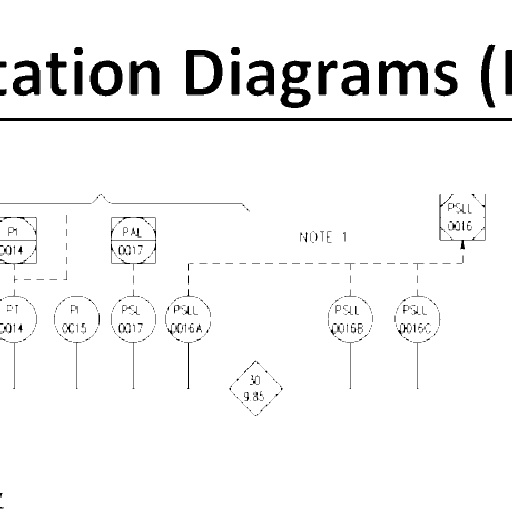 tation Diagrams (
PSLL
0016
PI
0014
PAL
0017
NOTE 1
PT
0014
PI
0015
PSL
0017
PSLL
0016A
PSLL
0016B
PSLL
0016C
30
9.85